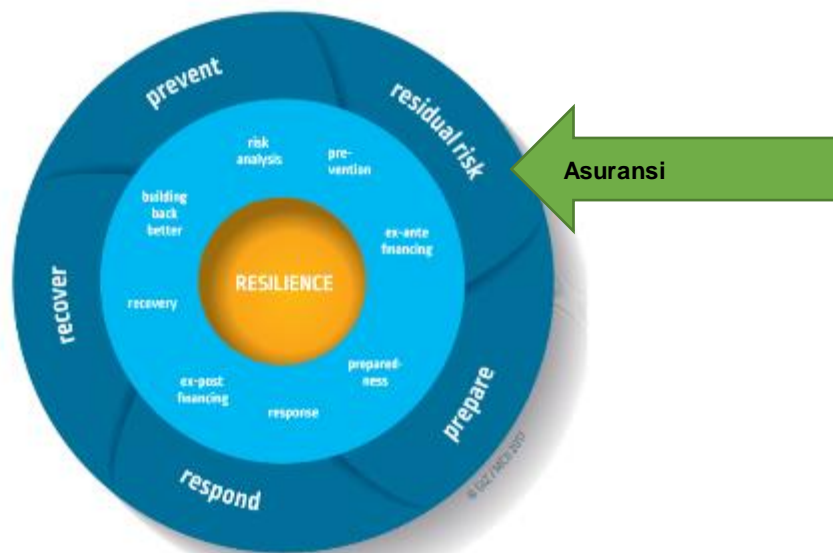 prevent
residual risk
Asuransi
risk
analysis
pre-
vention
building
back
better
ex-ante
financing
RESILIENCE
recover
recovery
prepared-
ness
ex-post
financing
response
prepare
respond